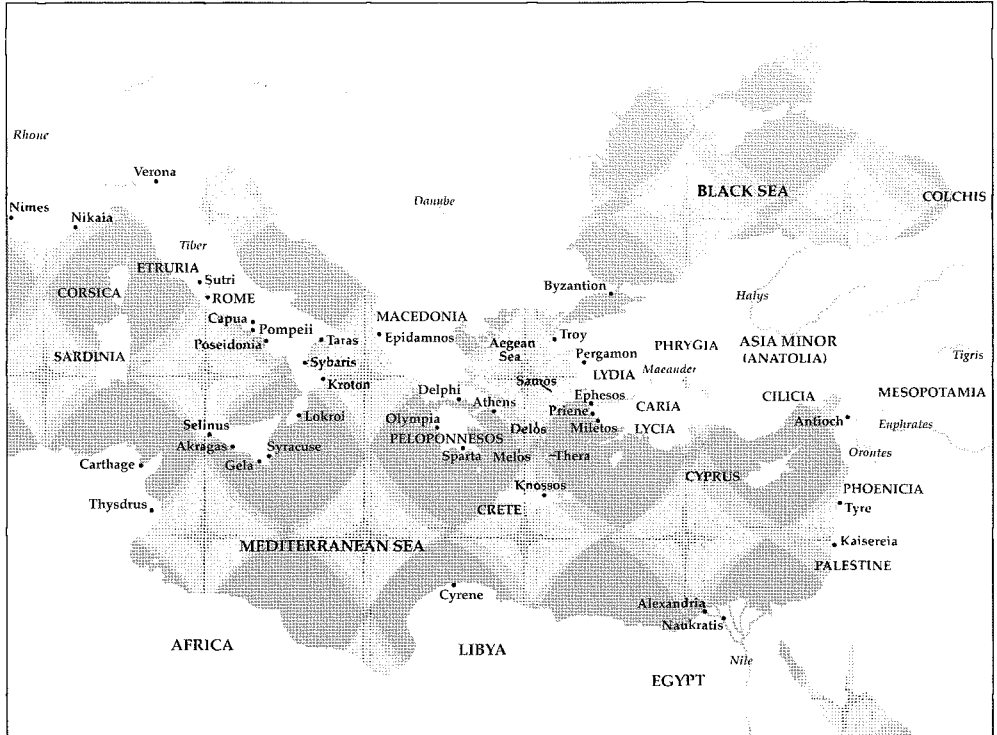 Rhone
Verona
BLACK SEA
COLCHIS
Nîmes
Nikaia
Danube
Tiber
ETRURIA
Sutri
CORSICA
ROME
Byzantion
Halys
Capua
Pompeii
Poseidonia
Taras
MACEDONIA
Epidamnos
Aegean
Sea
Troy
PHRYGIA
ASIA MINOR
(ANATOLIA)
Tigris
SARDINIA
Sybaris
Kroton
Pergamon
LYDIA
Maeander
Samos
Delphi
Athens
Ephesos
Priene
Miletos
CARIA
LYCIA
CILICIA
MESOPOTAMIA
Antioch
Euphrates
Lokroi
Olympia
PELOPONNESOS
Delos
Selinus
Akragas
Syracuse
Gela
Sparta
Melos
Thera
Orontes
Carthage
Knossos
CYPRUS
PHOENICIA
Tyre
Thysdrus
CRETE
MEDITERRANEAN SEA
Kaisereia
PALESTINE
Cyrene
Alexandria
Naukratis
AFRICA
LIBYA
Nile
EGYPT